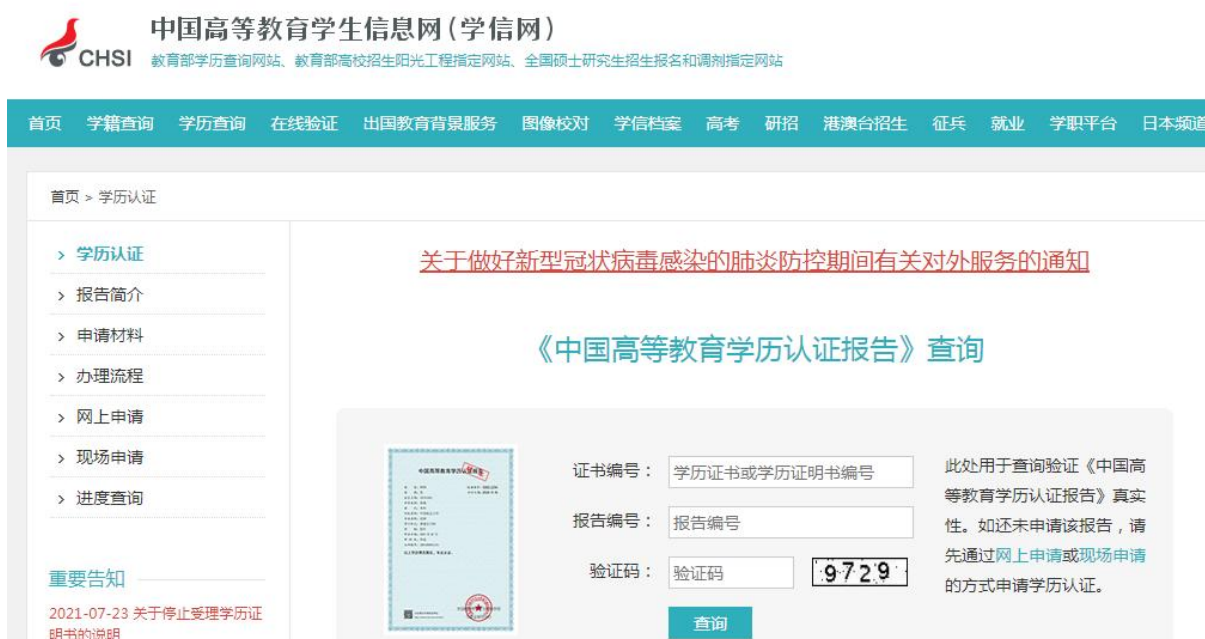 中国高等教育学生信息网（学信网）
CHSI
教育部学历查询网站、教育部高校招生阳光工程指定网站、全国硕士研究生招生报名和调剂指定网站
首页 学籍查询 学历查询 在线验证 出国教育背景服务 图像校对 学信档案 高考 研招 港澳台招生 征兵 就业 学职平台 日本频道
首页 > 学历认证
> 学历认证
> 报告简介
> 申请材料
> 办理流程
> 网上申请
> 现场申请
> 进度查询
重要告知
2021-07-23 关于停止受理学历证
明书的说明
关于做好新型冠状病毒感染的肺炎防控期间有关对外服务的通知
《中国高等教育学历认证报告》查询
证书编号： 学历证书或学历证明书编号
报告编号： 报告编号
验证码： 验证码 9729
查询
此处用于查询验证《中国高
等教育学历认证报告》真实
性。如还未申请该报告，请
先通过网上申请或现场申请
的方式申请学历认证。